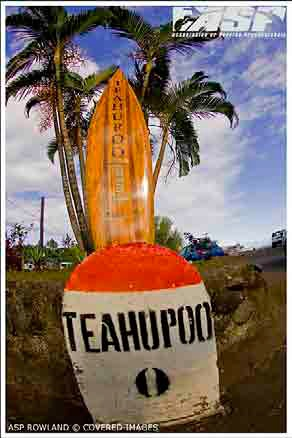 ASP
ASSOCIATION OF SURFING PROFESSIONALS
TEAHUPOO
TEAHUPOO
0
ASP ROWLAND © COVERED IMAGES